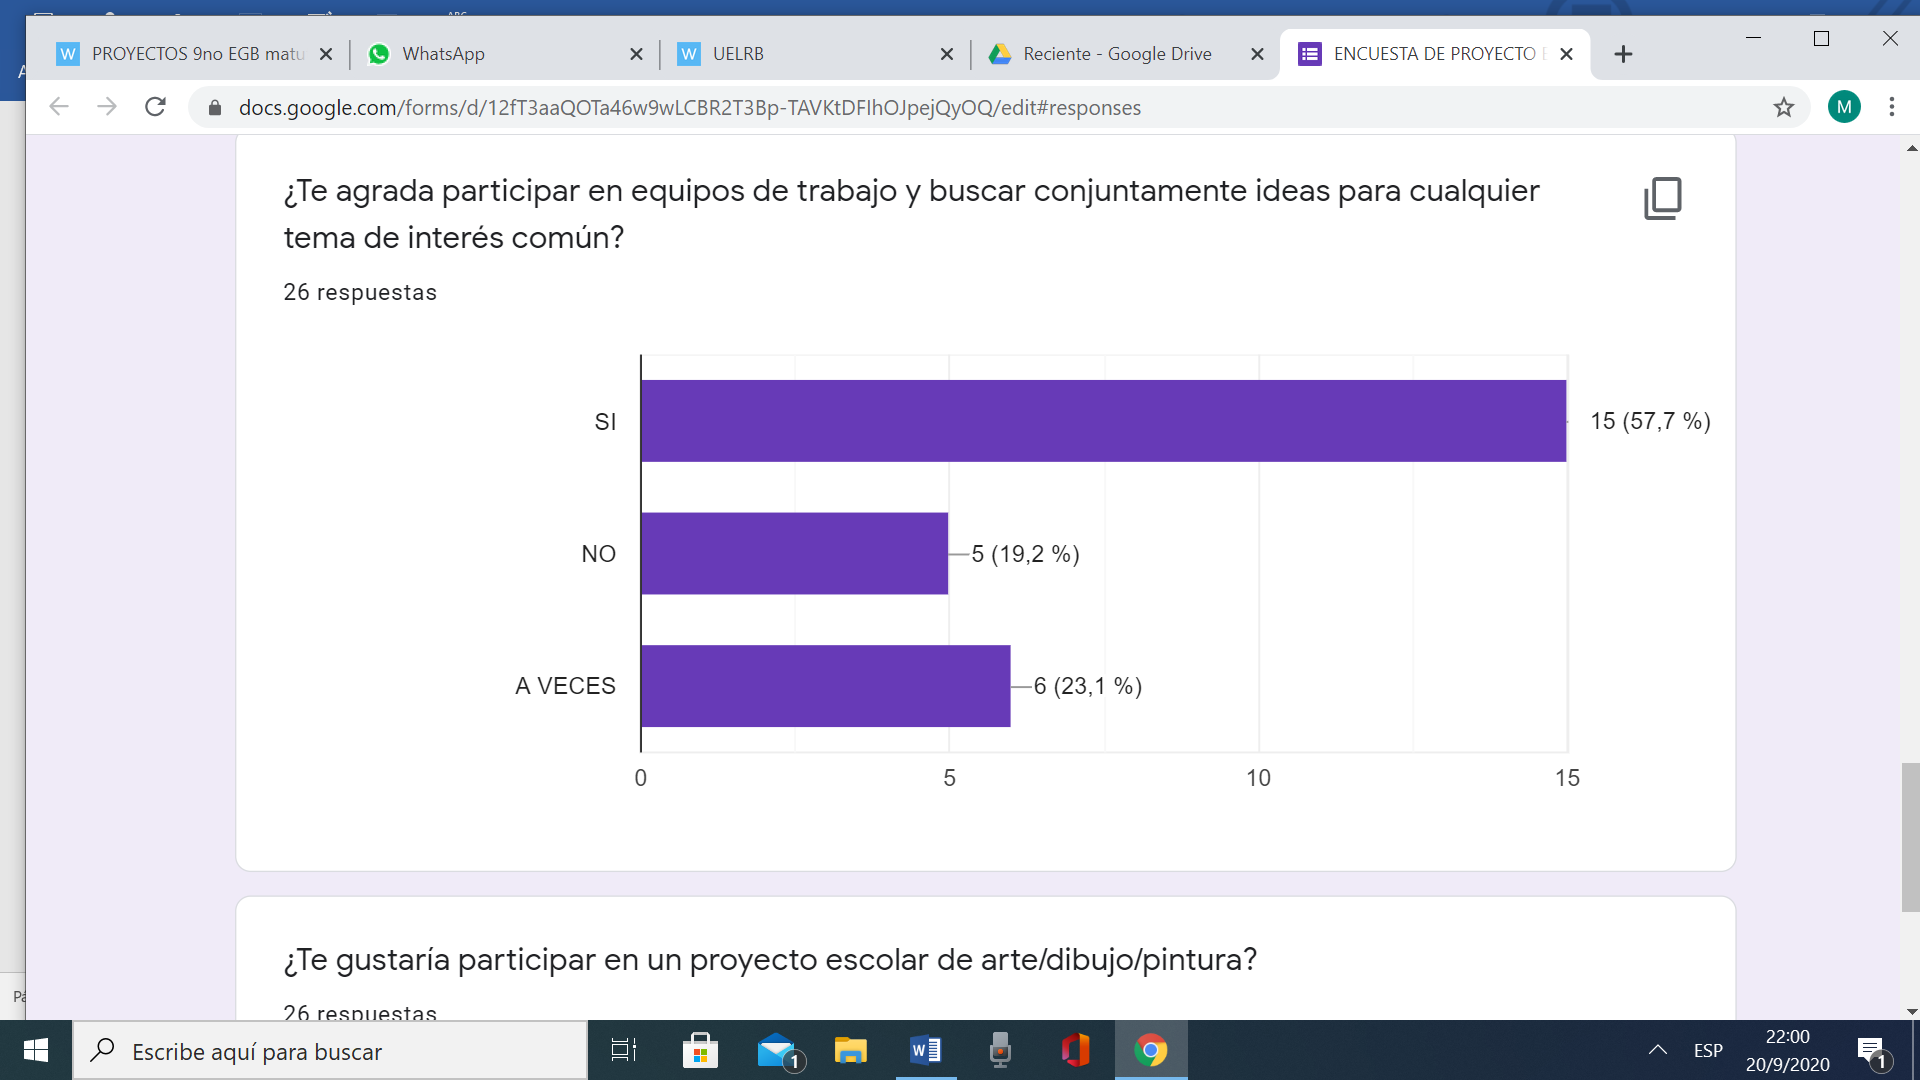 PROYECTOS 9no EGB matu
WhatsApp
UELRB
Reciente - Google Drive
ENCUESTA DE PROYECTO E
docs.google.com/forms/d/12fT3aaQOTa46w9wLCBR2T3Bp-TAVKtDFIhOJpejQyOQ/edit#responses
M
¿Te agrada participar en equipos de trabajo y buscar conjuntamente ideas para cualquier
tema de interés común?
26 respuestas
SI
15 (57,7 %)
NO
5 (19,2 %)
A VECES
6 (23,1 %)
0 5 10 15
¿Te gustaría participar en un proyecto escolar de arte/dibujo/pintura?
26 respuestas
Escribe aquí para buscar
1
ESP
22:00
20/9/2020
1